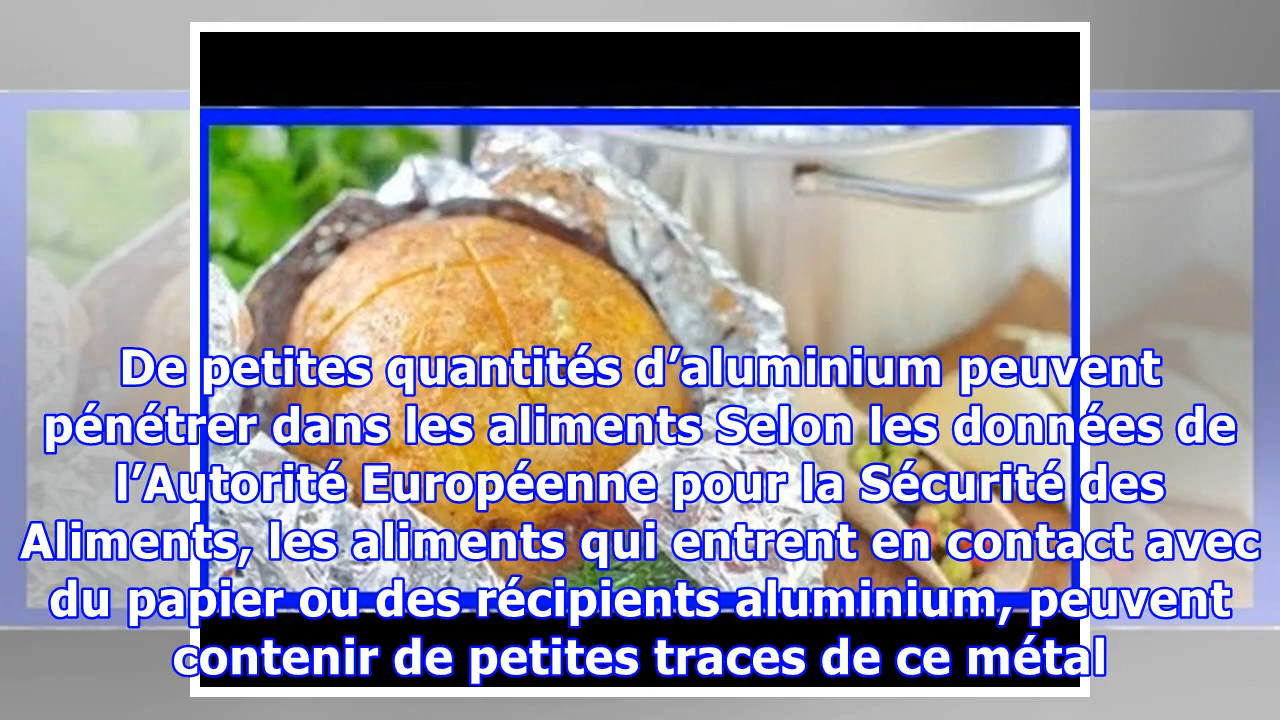 De petites quantités d’aluminium peuvent
pénétrer dans les aliments Selon les données de
l’Autorité Européenne pour la Sécurité des
Aliments, les aliments qui entrent en contact avec
du papier ou des récipients aluminium, peuvent
contenir de petites traces de ce métal